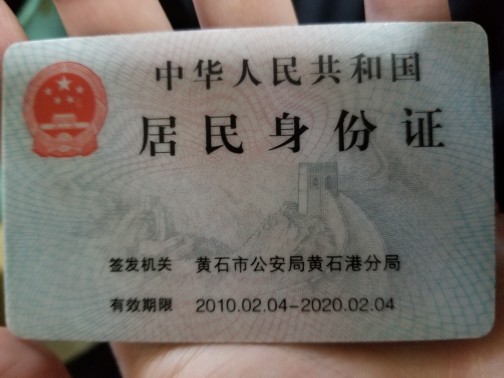 中华人民共和国
居民身份证
签发机关 黄石市公安局黄石港分局
有效期限 2010.02.04-2020.02.04